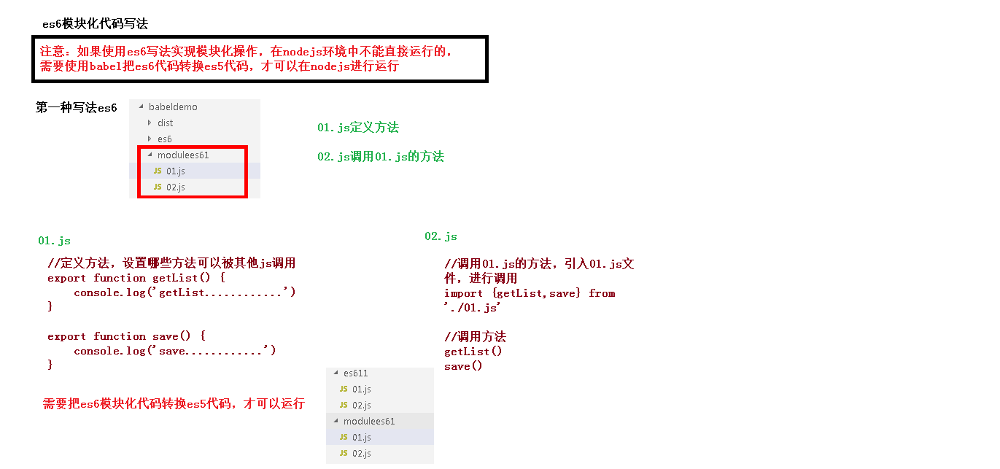 es6模块化代码写法
注意：如果使用es6写法实现模块化操作，在nodejs环境中不能直接运行的，
需要使用babel把es6代码转换es5代码，才可以在nodejs进行运行
第一种写法es6
babeldemo
dist
es6
modulees61
JS 01.js
JS 02.js
01.js定义方法
02.js调用01.js的方法
01.js
//定义方法，设置哪些方法可以被其他js调用
export function getList() {
console.log('getList............')
}
export function save() {
console.log('save............')
}
02.js
//调用01.js的方法，引入01.js文
件，进行调用
import {getList,save} from
'./01.js'
//调用方法
getList()
save()
需要把es6模块化代码转换es5代码，才可以运行
es611
JS 01.js
JS 02.js
modulees61
JS 01.js
JS 02.js